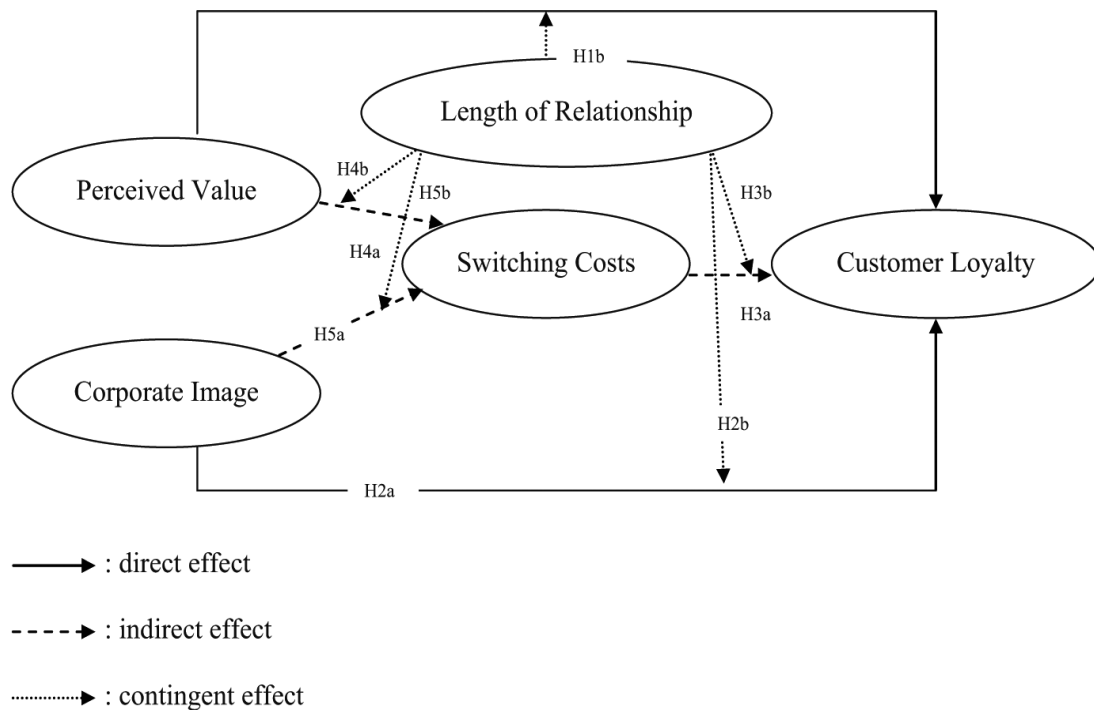 H1b
Length of Relationship
H4b
Perceived Value
H5b
H3b
H4a
Switching Costs
Customer Loyalty
H3a
H5a
Corporate Image
H2b
H2a
: direct effect
: indirect effect
: contingent effect